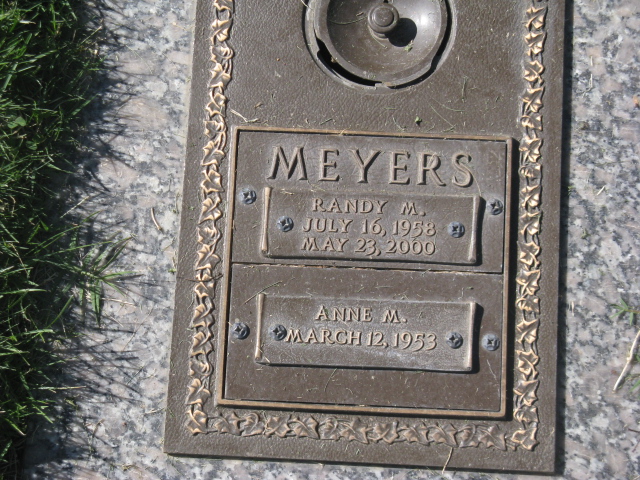 MEYERS
RANDY M.
JULY 16, 1958
MAY 23, 2000
ANNE M.
MARCH 12, 1953